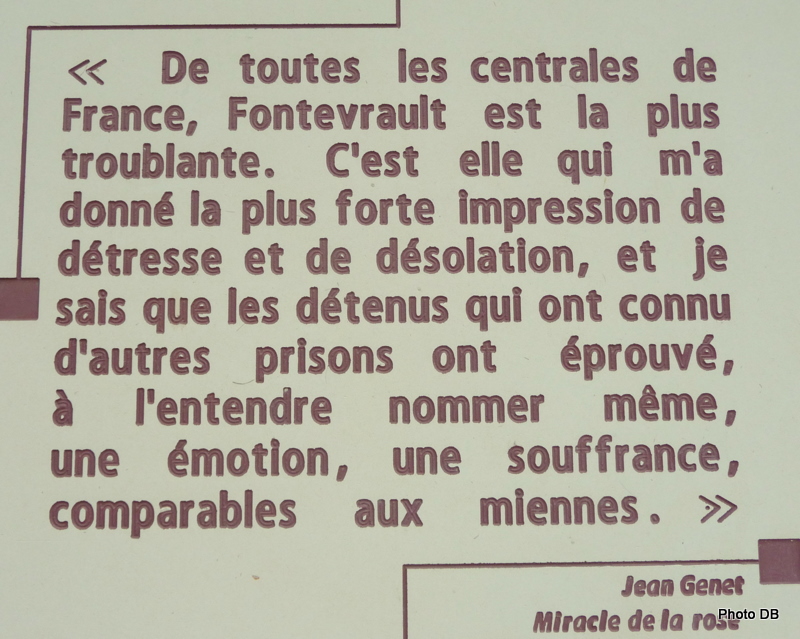 « De toutes les centrales de
France, Fontevrault est la plus
troublante. C'est elle qui m'a
donné la plus forte impression de
détresse et de désolation, et je
sais que les détenus qui ont connu
d'autres prisons ont éprouvé,
à l'entendre nommer même,
une émotion, une souffrance,
comparables aux miennes. »
Jean Genet
Miracle de la rose
Photo DB